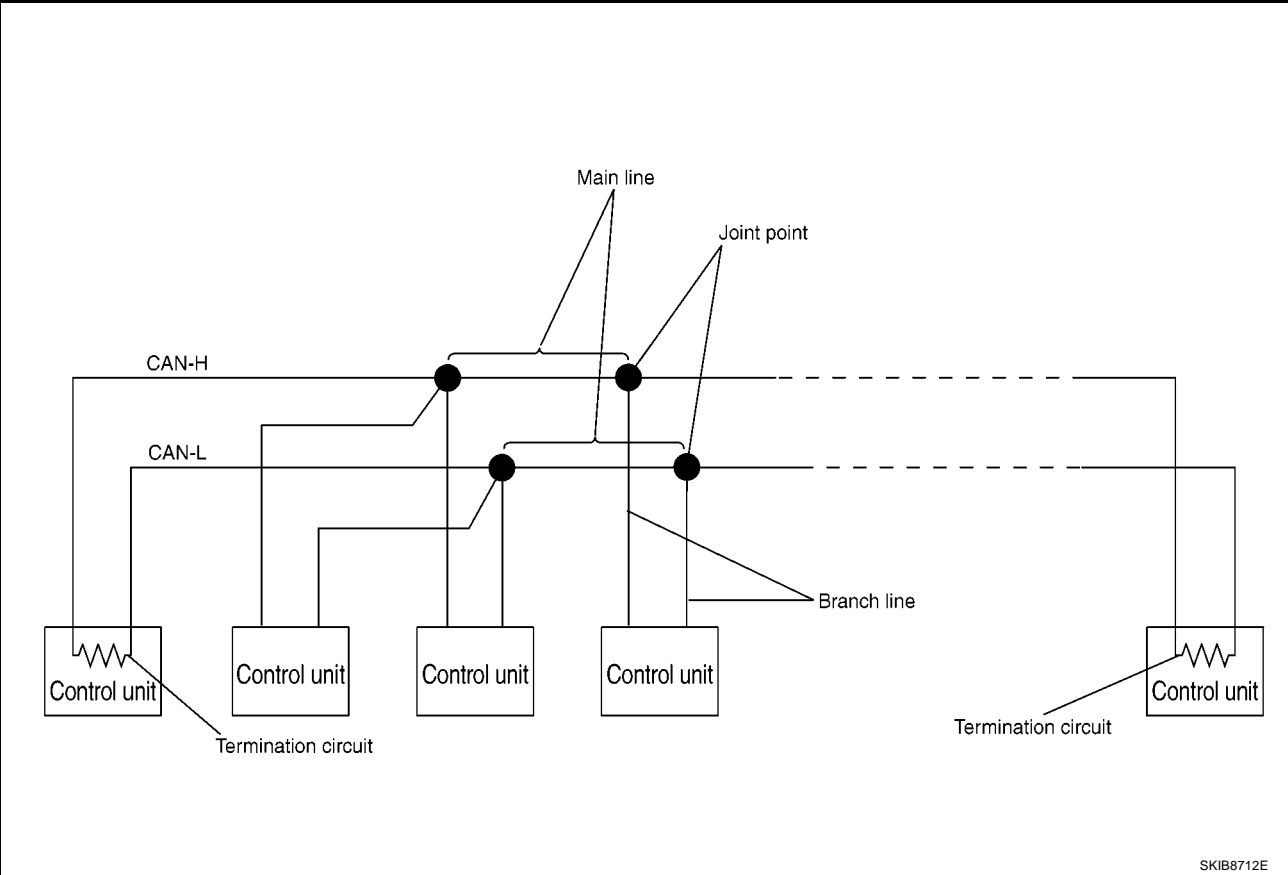 Main line
Joint point
CAN-H
CAN-L
Branch line
Control unit
Control unit
Control unit
Control unit
Control unit
Termination circuit
Termination circuit
SKIB8712E